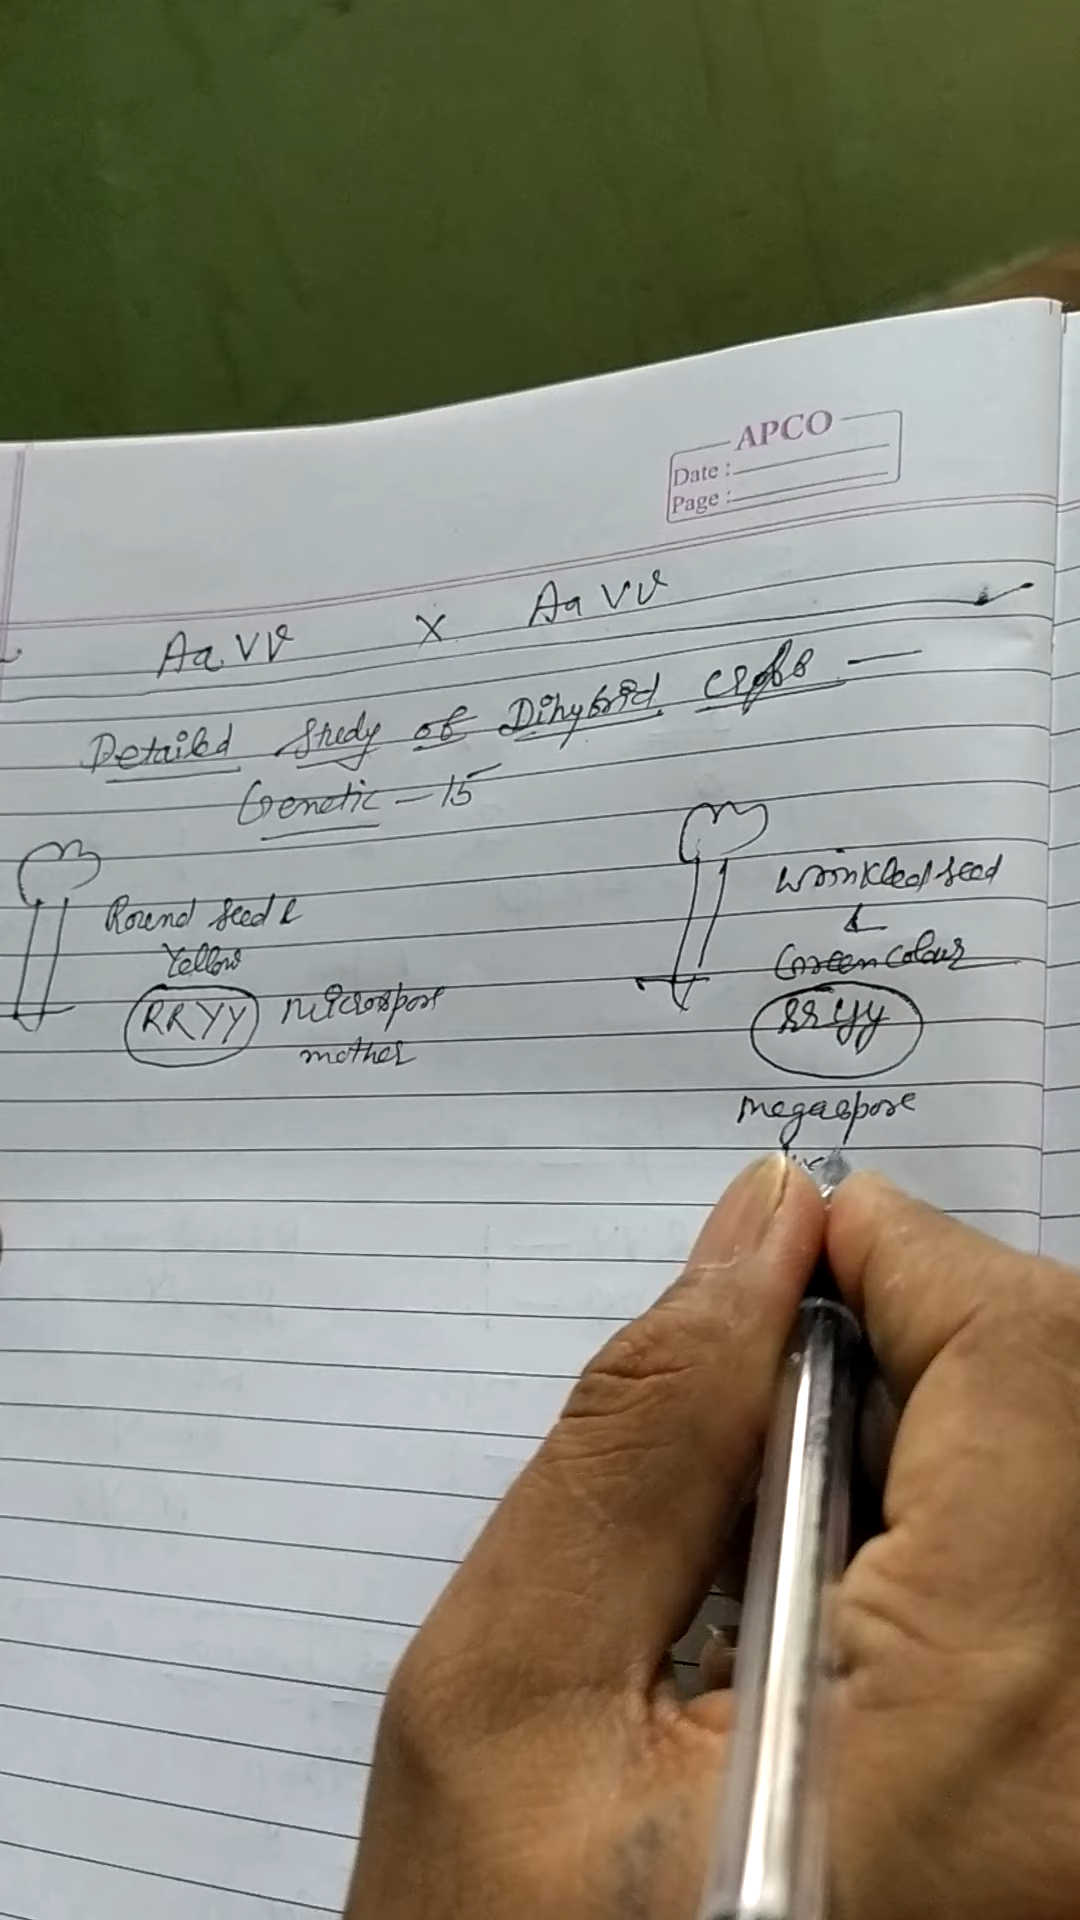 APCO
Date :
Page :
Aa Vv X Aa Vv
Detailed Study of Dihybrid cross —
Genetic - 15
Round seed &
Yellow
RRYY microspore
mother
wrinkled seed
&
Green colour
rryy
megaspore